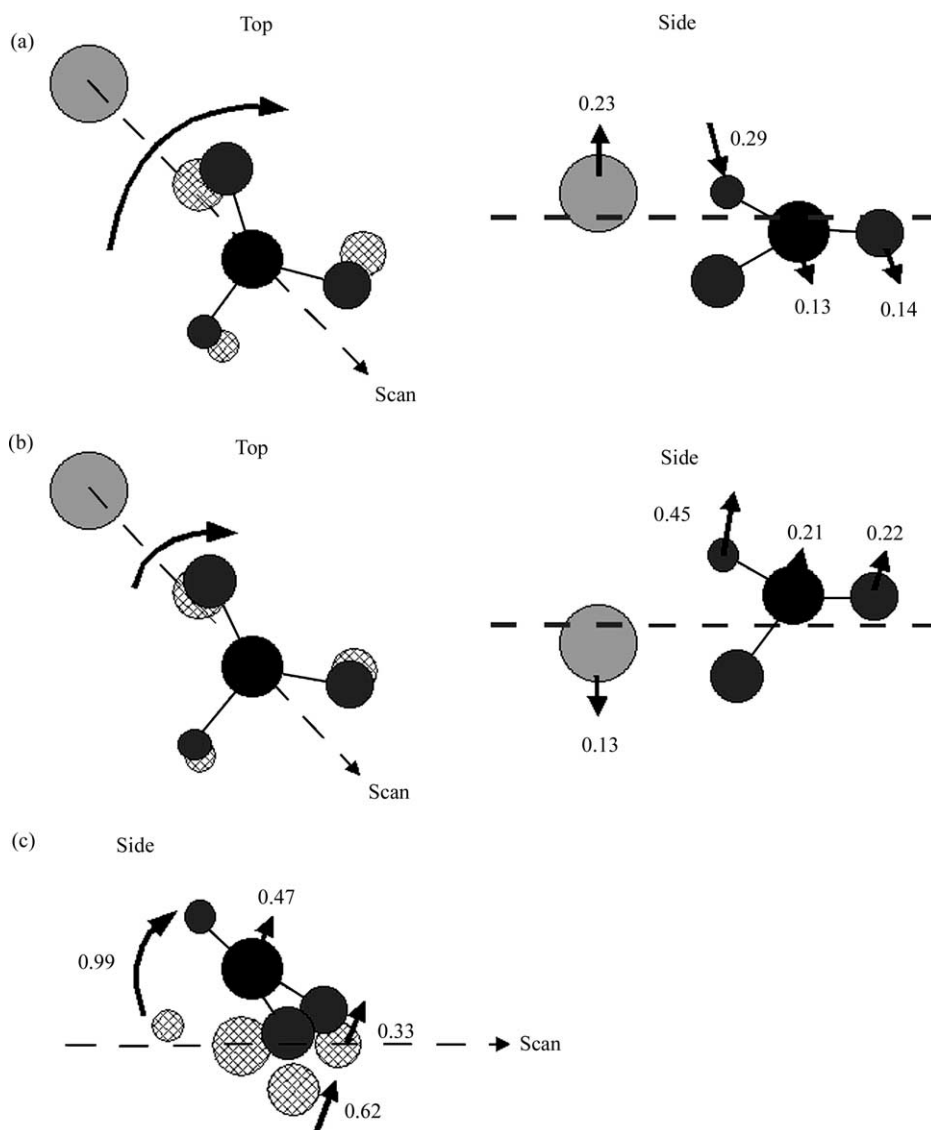 (a)
Top
Side
0.23
0.29
0.13
0.14
Scan
(b)
Top
Side
0.45
0.21
0.22
0.13
Scan
(c)
Side
0.47
0.99
0.33
Scan
0.62